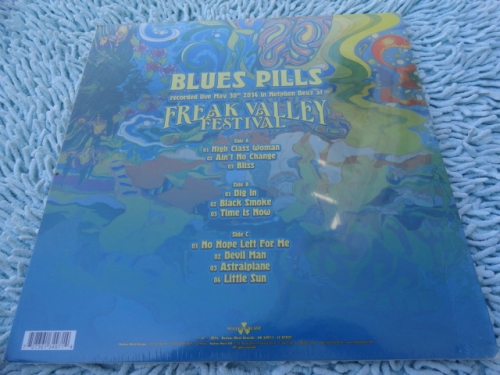 BLUES PILLS
recorded live May 30th 2014 in Netphen Deuz at
FREAK VALLEY
FESTIVAL
Side A
01 High Class Woman
02 Ain't No Change
03 Bliss
Side B
01 Dig In
02 Black Smoke
03 Time Is Now
Side C
01 No Hope Left For Me
02 Devil Man
03 Astralplane
04 Little Sun